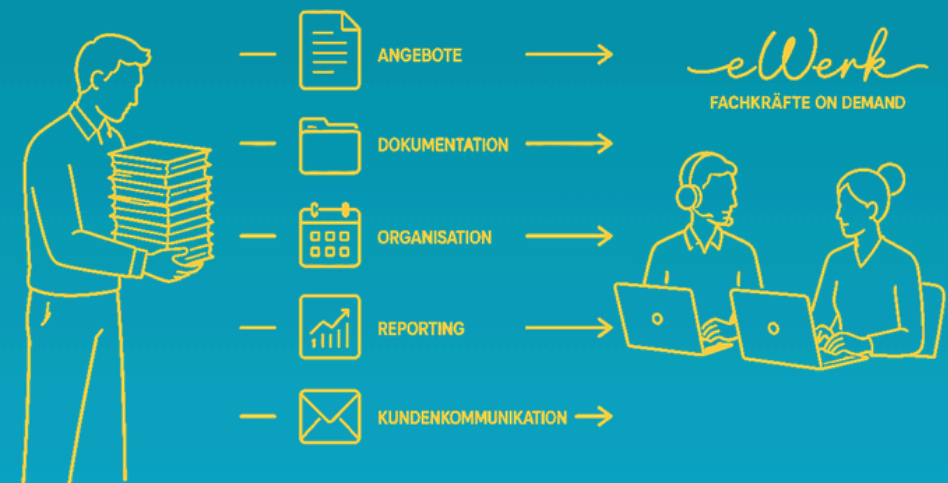 ANGEBOTE
DOKUMENTATION
ORGANISATION
REPORTING
KUNDENKOMMUNIKATION
eWerk
FACHKRÄFTE ON DEMAND